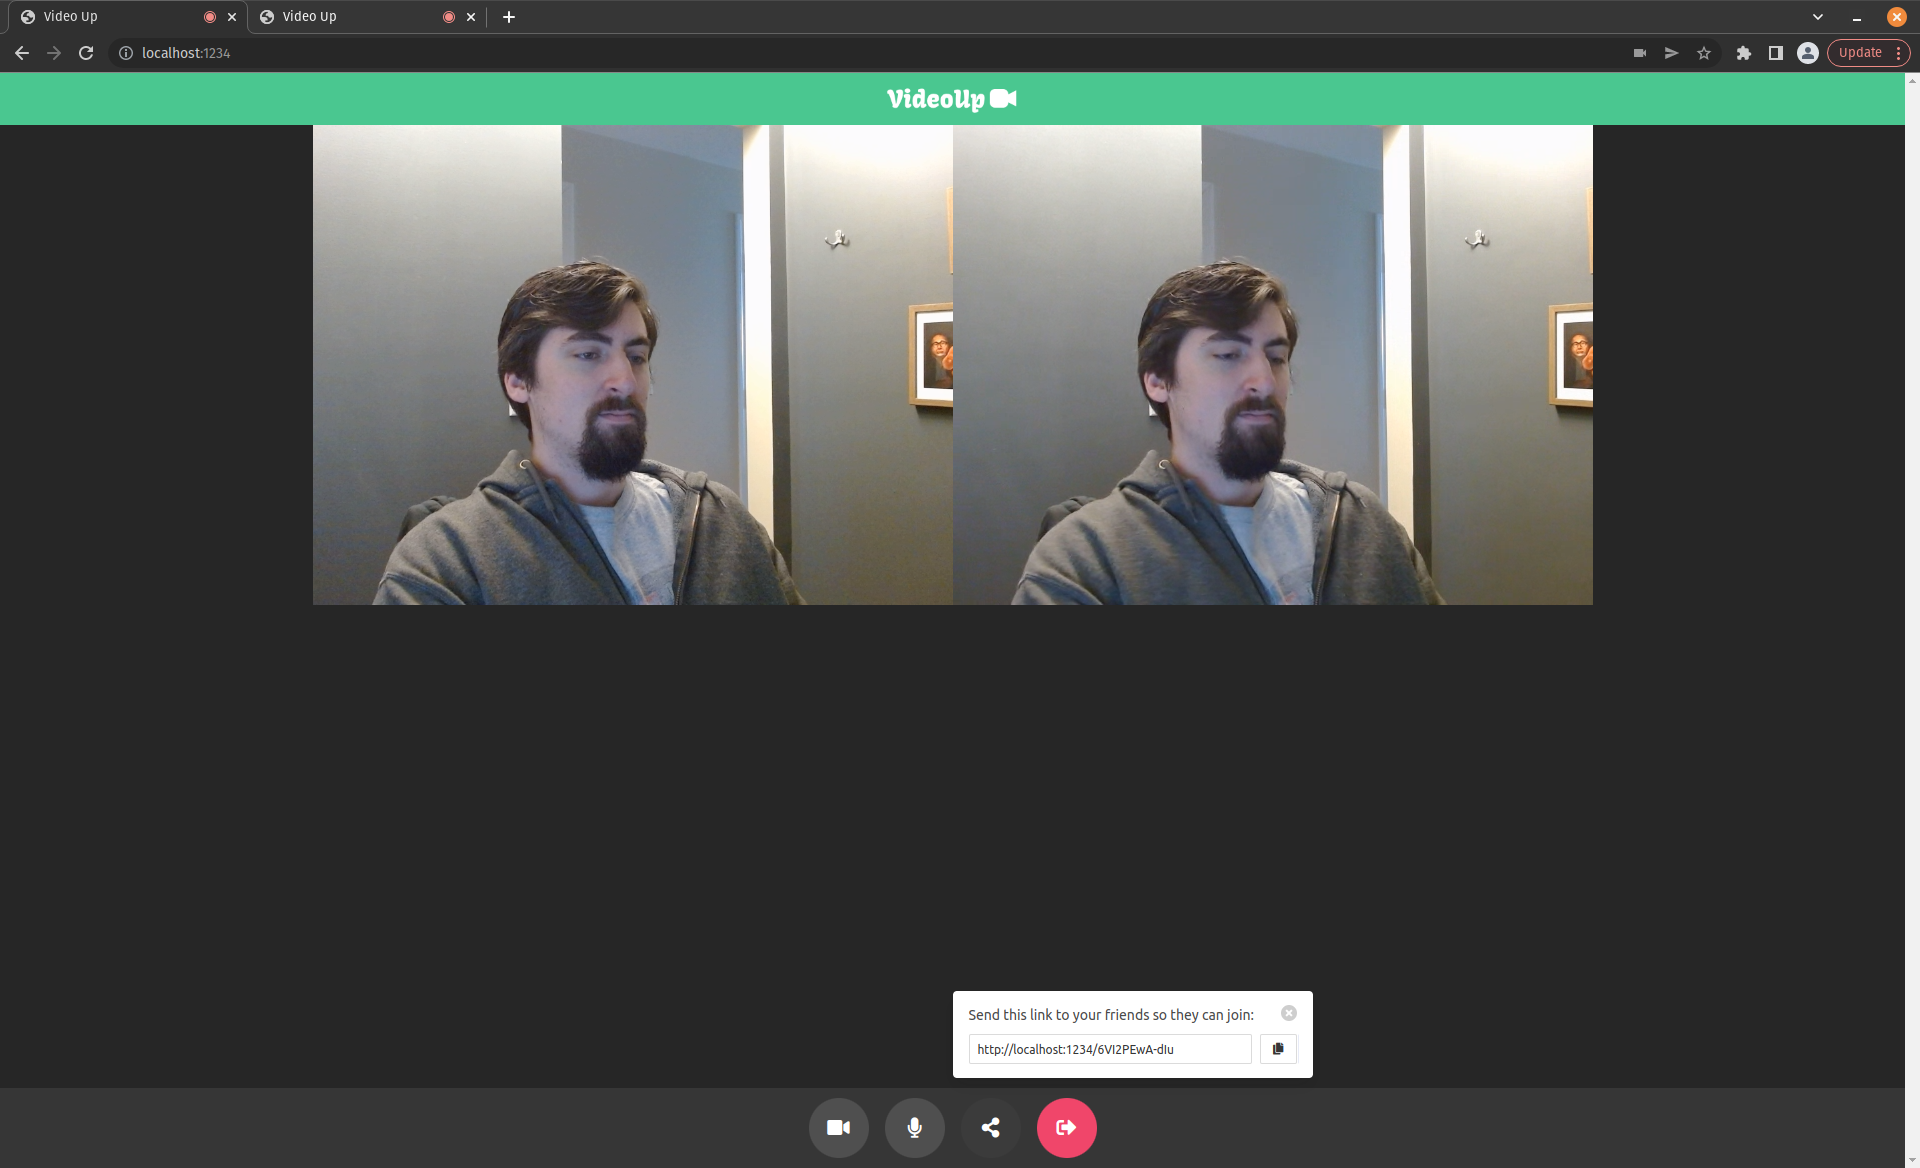 Video Up
Video Up
localhost:1234
Update
VideoUp
Send this link to your friends so they can join:
http://localhost:1234/6VI2PEwA-dIu